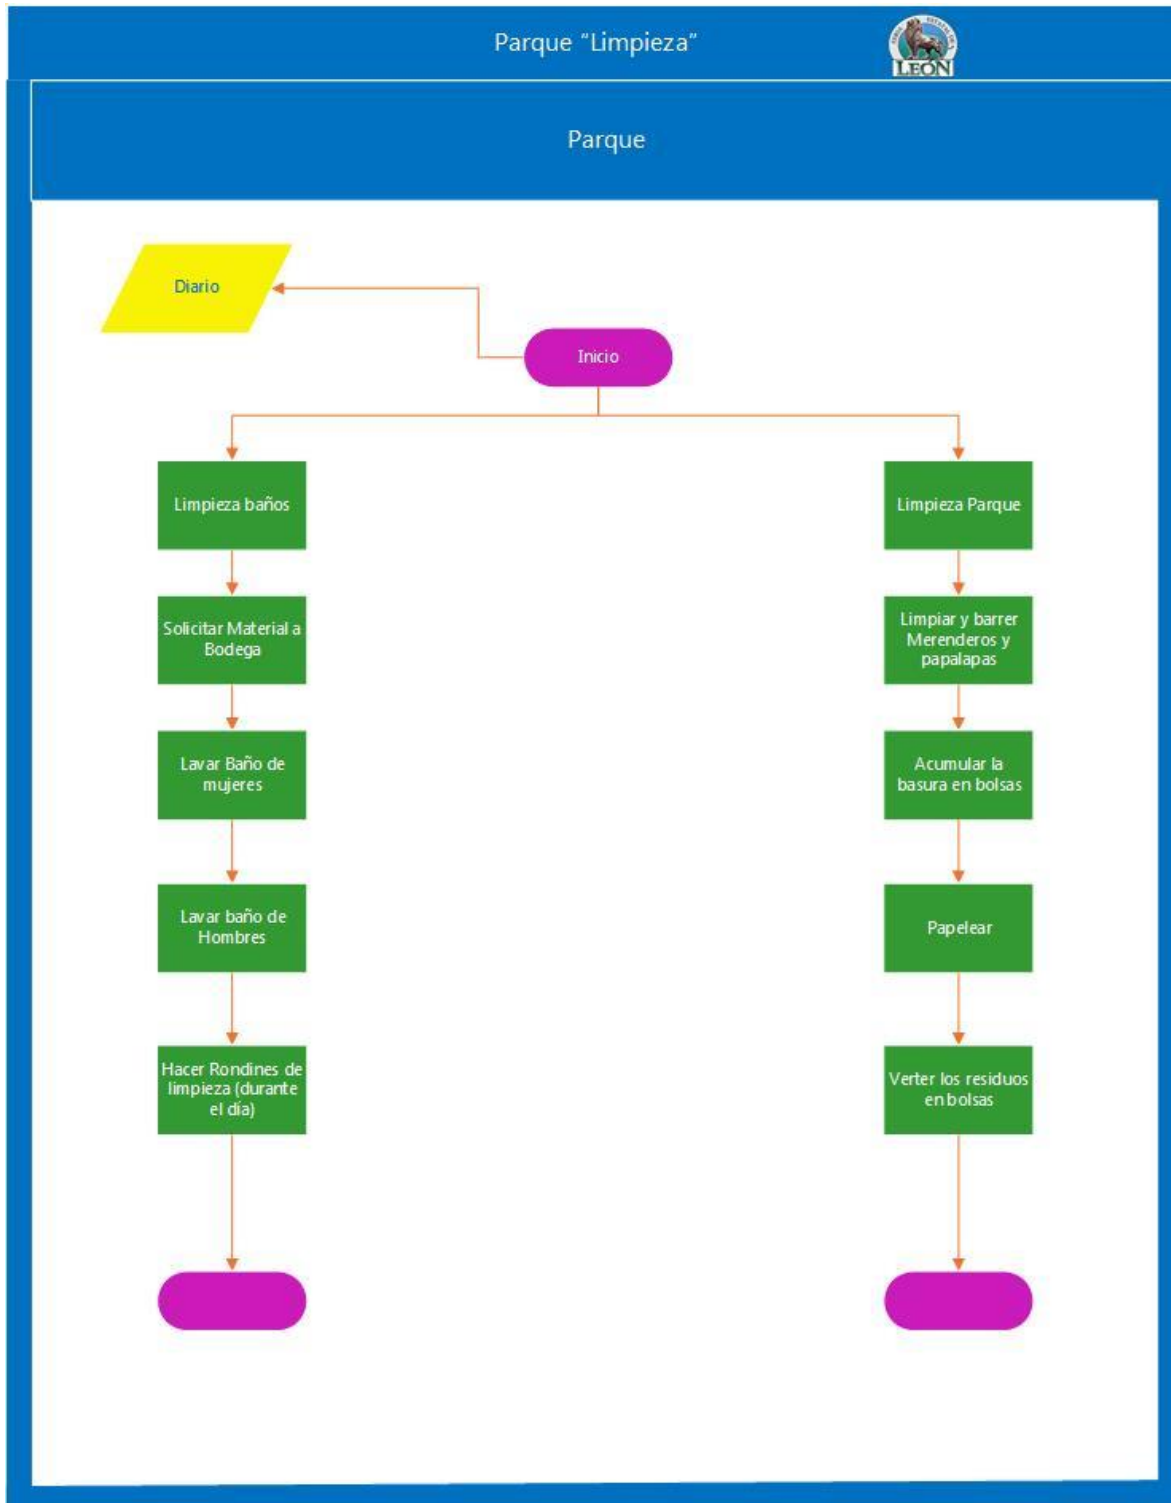 Parque “Limpieza”
LEÓN
Parque
Diario
Inicio
Limpieza baños
Limpieza Parque
Solicitar Material a
Bodega
Limpiar y barrer
Merenderos y
papalapas
Lavar Baño de
mujeres
Acumular la
basura en bolsas
Lavar baño de
Hombres
Papelear
Hacer Rondines de
limpieza (durante
el día)
Verter los residuos
en bolsas